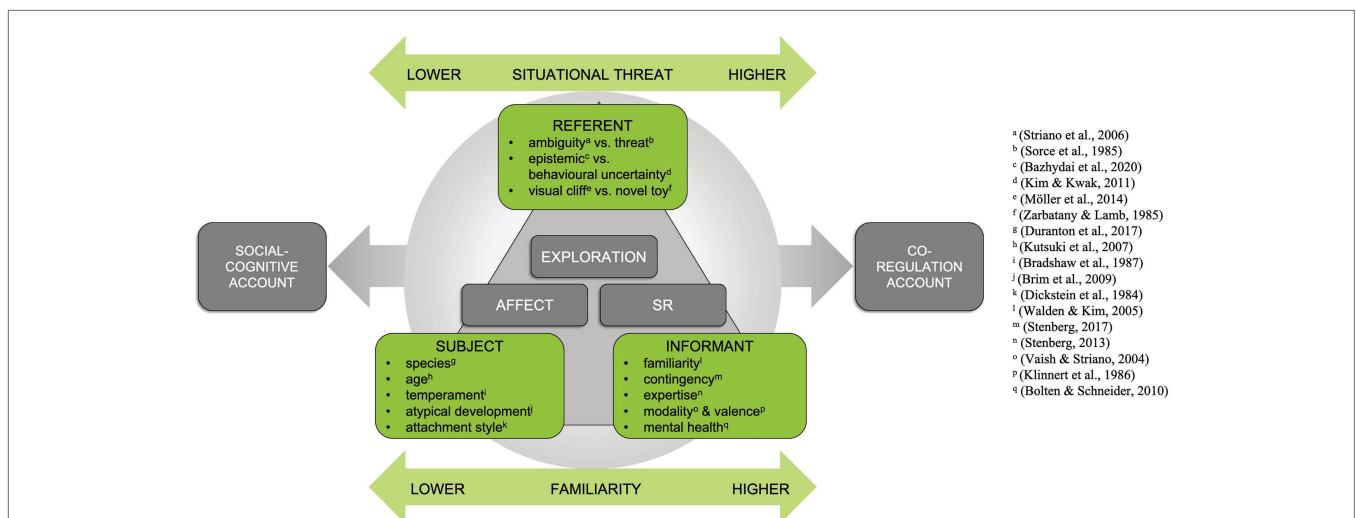 LOWER SITUATIONAL THREAT HIGHER
REFERENT
• ambiguityᵃ vs. threatᵇ
• epistemicᶜ vs.
behavioural uncertaintyᵈ
• visual cliffᵉ vs. novel toyᶠ
SOCIAL-
COGNITIVE
ACCOUNT
EXPLORATION
AFFECT
SR
CO-
REGULATION
ACCOUNT
SUBJECT
• speciesᵍ
• ageʰ
• temperamentⁱ
• atypical developmentʲ
• attachment styleᵏ
INFORMANT
• familiarityˡ
• contingencyᵐ
• expertiseⁿ
• modalityᵒ & valenceᵖ
• mental health𐞥
LOWER FAMILIARITY HIGHER
ᵃ (Striano et al., 2006)
ᵇ (Sorce et al., 1985)
ᶜ (Bazhydai et al., 2020)
ᵈ (Kim & Kwak, 2011)
ᵉ (Möller et al., 2014)
ᶠ (Zarbatany & Lamb, 1985)
ᵍ (Duranton et al., 2017)
ʰ (Kutsuki et al., 2007)
ⁱ (Bradshaw et al., 1987)
ʲ (Brim et al., 2009)
ᵏ (Dickstein et al., 1984)
ˡ (Walden & Kim, 2005)
ᵐ (Stenberg, 2017)
ⁿ (Stenberg, 2013)
ᵒ (Vaish & Striano, 2004)
ᵖ (Klinnert et al., 1986)
𐞥 (Bolten & Schneider, 2010)